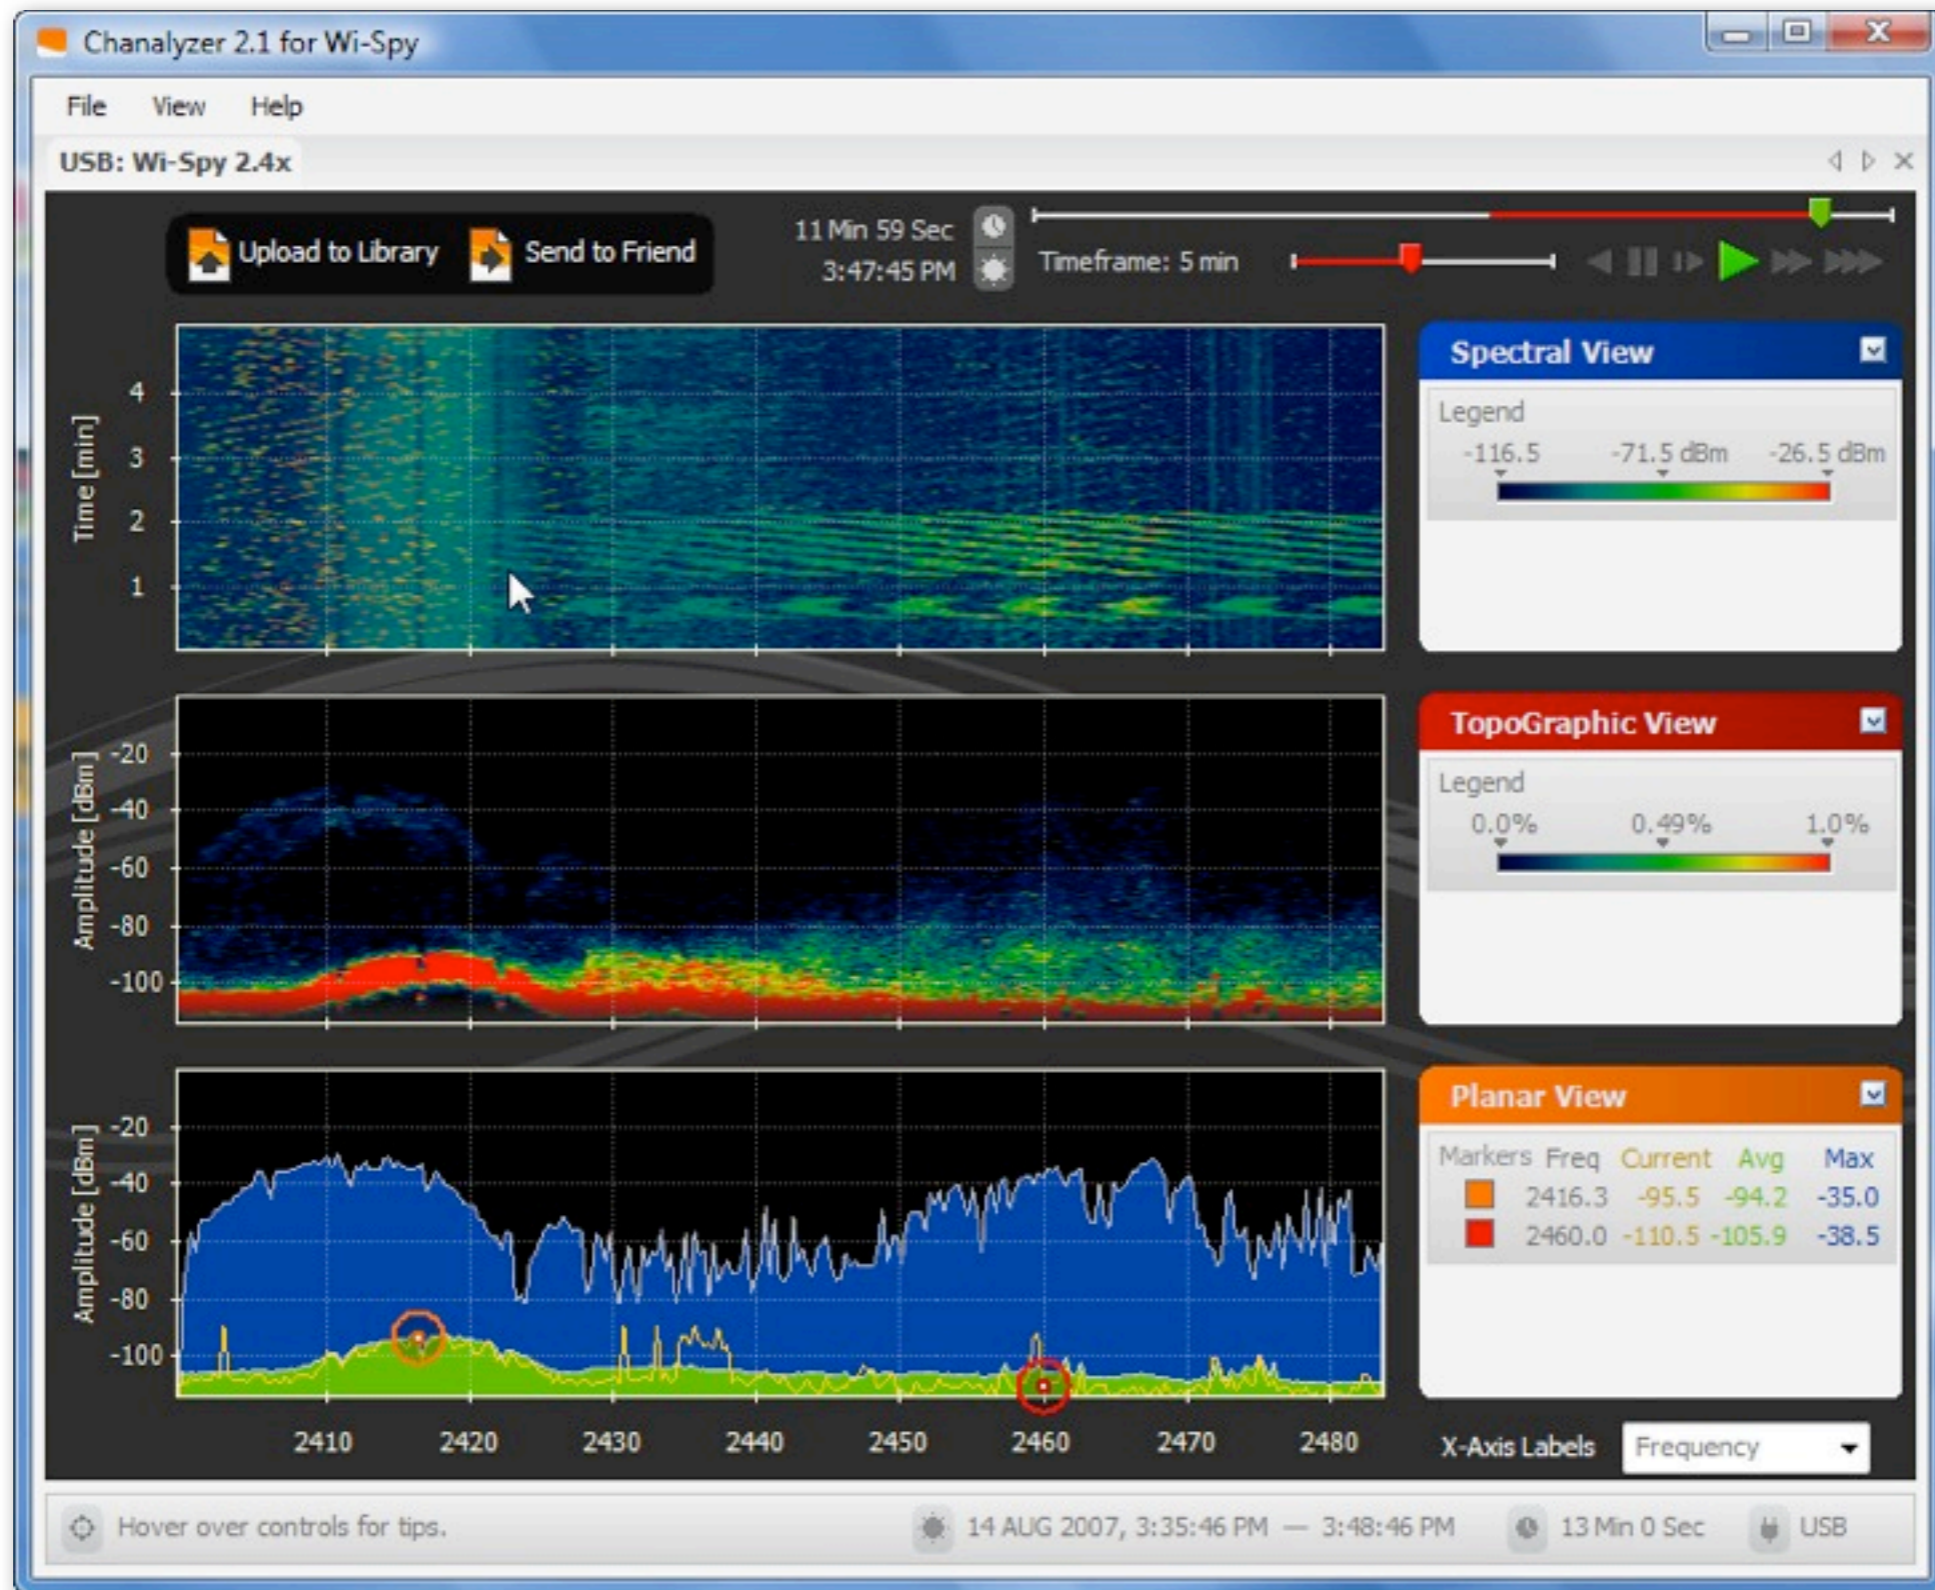 Chanalyzer 2.1 for Wi-Spy
File View Help
USB: Wi-Spy 2.4x
Upload to Library Send to Friend
11 Min 59 Sec
3:47:45 PM
Timeframe: 5 min
Time [min]
4
3
2
1
Spectral View
Legend
-116.5 -71.5 dBm -26.5 dBm
Amplitude [dBm]
-20
-40
-60
-80
-100
TopoGraphic View
Legend
0.0% 0.49% 1.0%
Amplitude [dBm]
-20
-40
-60
-80
-100
2410 2420 2430 2440 2450 2460 2470 2480
Planar View
Markers Freq Current Avg Max
2416.3 -95.5 -94.2 -35.0
2460.0 -110.5 -105.9 -38.5
X-Axis Labels Frequency
Hover over controls for tips.
14 AUG 2007, 3:35:46 PM — 3:48:46 PM
13 Min 0 Sec
USB